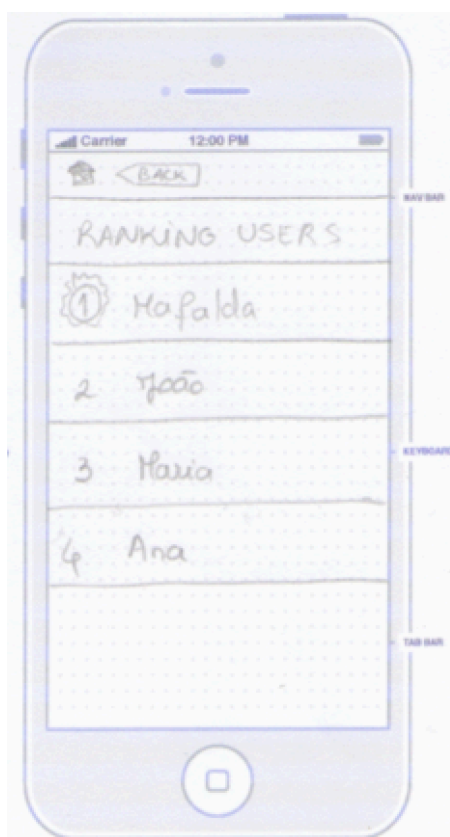 Carrier 12:00 PM
BACK
NAV BAR
RANKING USERS
1 Mafalda
2 João
3 Maria
KEYBOARD
4 Ana
TAB BAR